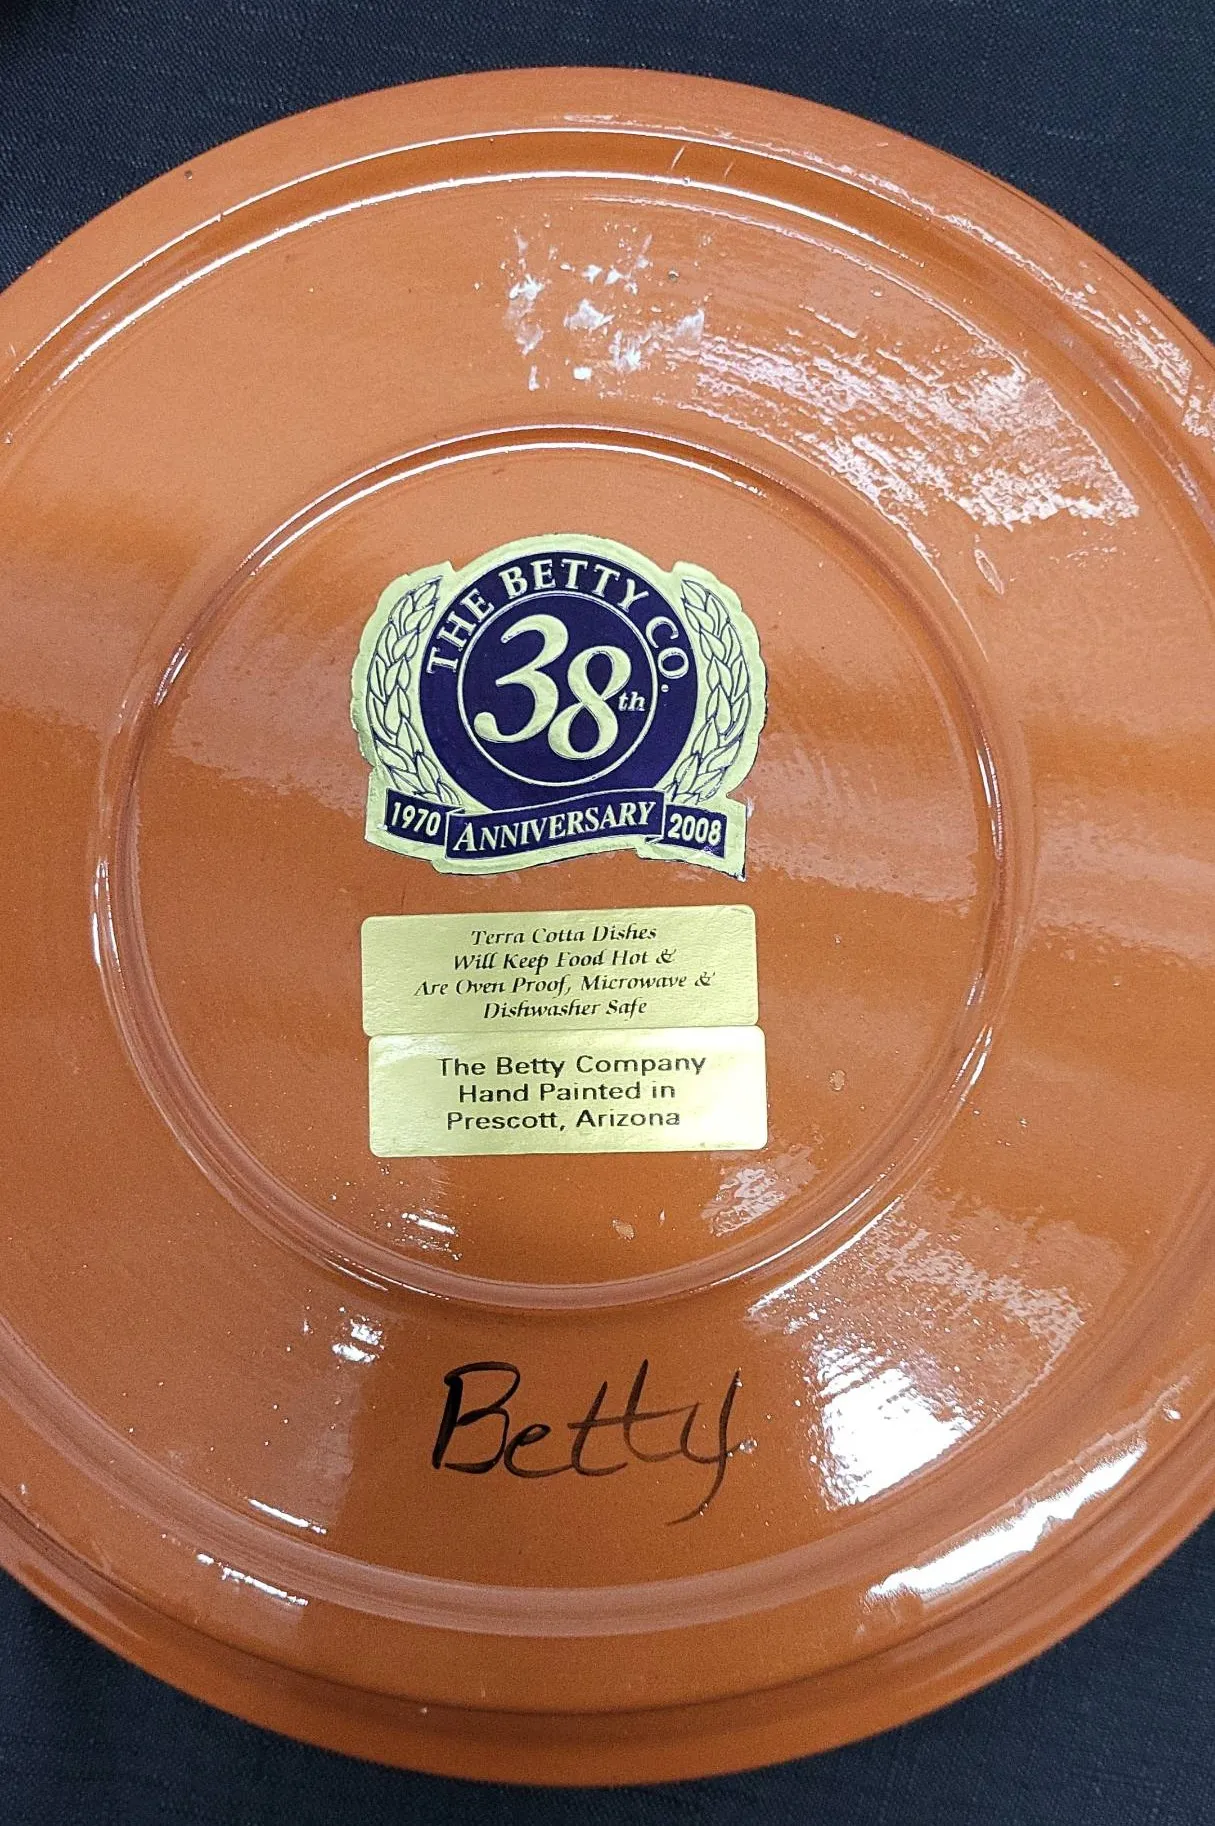 THE BETTY CO.
38th
1970 ANNIVERSARY 2008
Terra Cotta Dishes
Will Keep Food Hot &
Are Oven Proof, Microwave &
Dishwasher Safe
The Betty Company
Hand Painted in
Prescott, Arizona
Betty